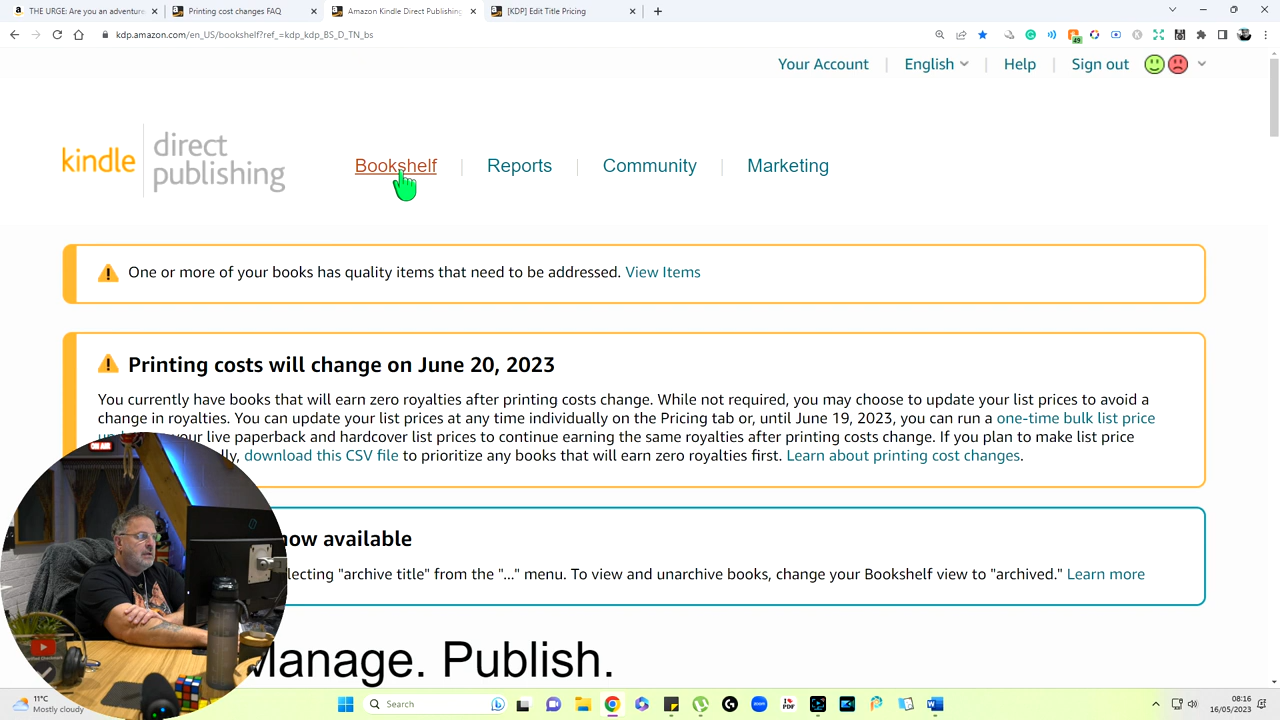 THE URGE: Are you an adventure
Printing cost changes FAQ
Amazon Kindle Direct Publishing
[KDP] Edit Title Pricing
kdp.amazon.com/en_US/bookshelf?ref_=kdp_kdp_BS_D_TN_bs
49
Your Account
English
Help
Sign out
kindle direct publishing
Bookshelf
Reports
Community
Marketing
One or more of your books has quality items that need to be addressed. View Items
Printing costs will change on June 20, 2023
You currently have books that will earn zero royalties after printing costs change. While not required, you may choose to update your list prices to avoid a
change in royalties. You can update your list prices at any time individually on the Pricing tab or, until June 19, 2023, you can run a one-time bulk list price
your live paperback and hardcover list prices to continue earning the same royalties after printing costs change. If you plan to make list price
download this CSV file to prioritize any books that will earn zero royalties first. Learn about printing cost changes.
now available
lecting "archive title" from the "..." menu. To view and unarchive books, change your Bookshelf view to "archived." Learn more
Manage. Publish.
11°C
Mostly cloudy
Search
PDF
08:16
16/05/2023